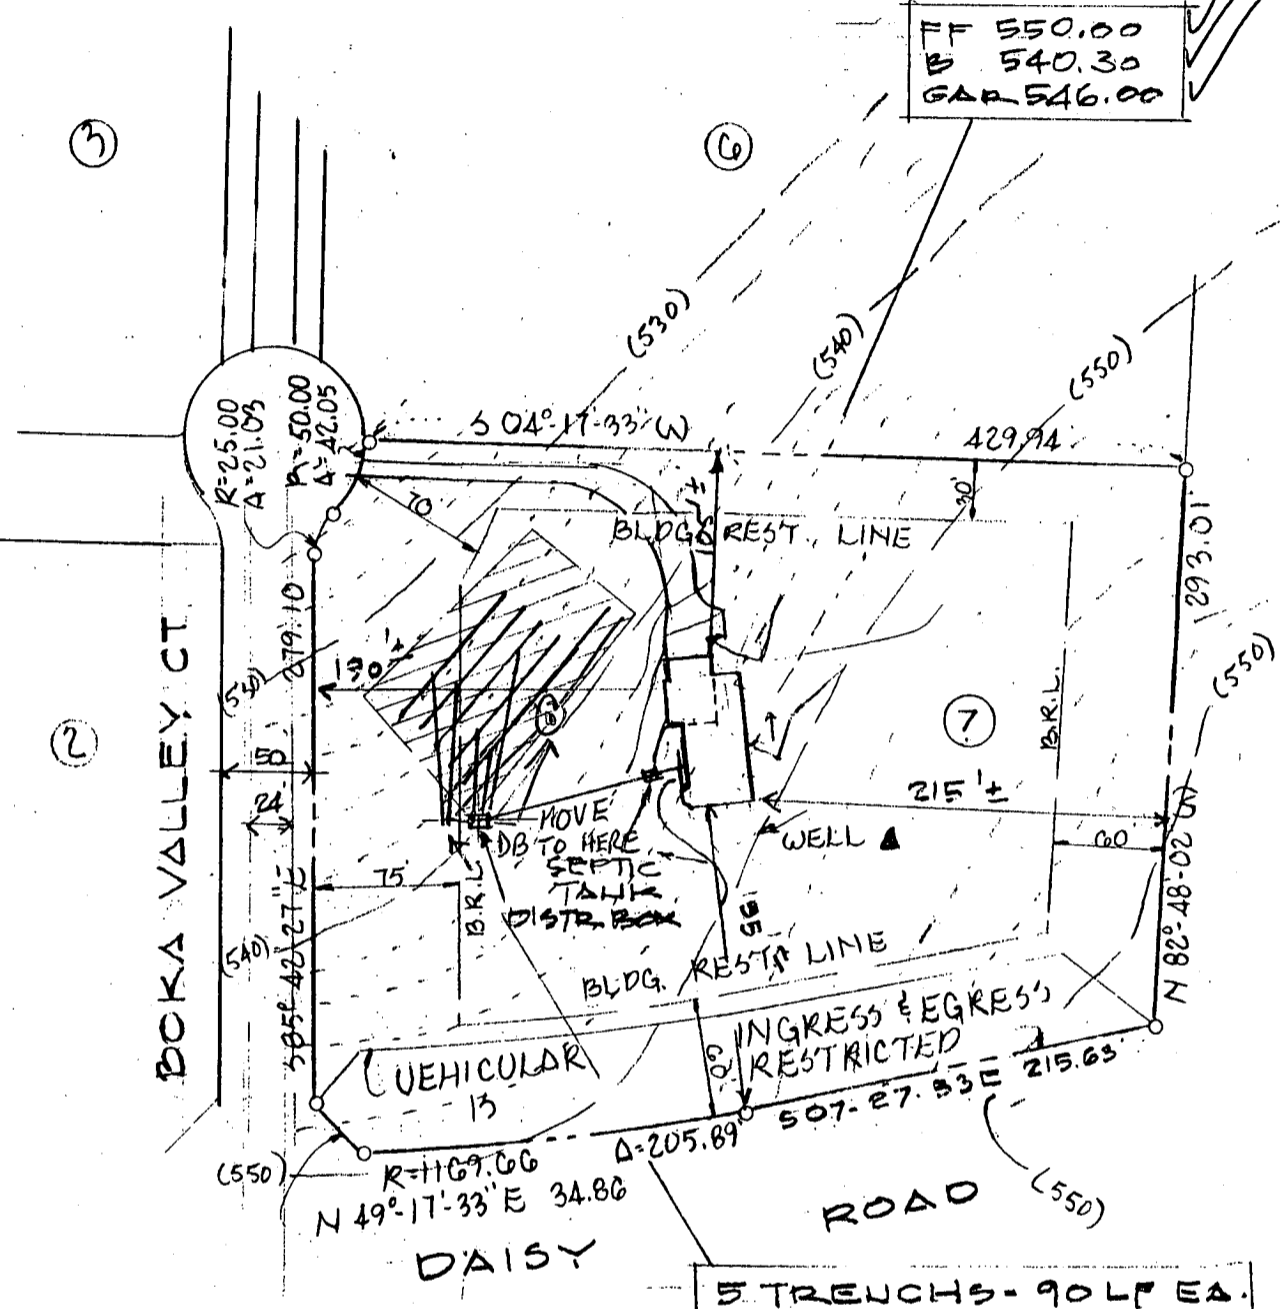 FF 550.00
B 540.30
GAR 546.00
3
6
(530)
(540)
(550)
R=25.00
Δ=21.03
R=50.00
Δ=42.05
S 04°-17'-33" W
429.94
30'
70
BLDG REST. LINE
293.01
279.10
130'±
(530)
BOKA VALLEY CT.
2
50
24
7
B.R.L.
(550)
215'±
60
WELL
MOVE
DB TO HERE
SEPTIC
TANK
DISTR. BOX
75
B.R.L.
(540)
S 85° 42' 27" E
N 82°-48'-02
BLDG. REST. LINE
INGRESS & EGRESS
RESTRICTED
VEHICULAR
60
S07-27-33 E 215.63'
(550)
R=1169.66
Δ=205.89'
N 49°-17'-33" E 34.86
(550)
DAISY
ROAD
5 TRENCHS - 90 LF EA.